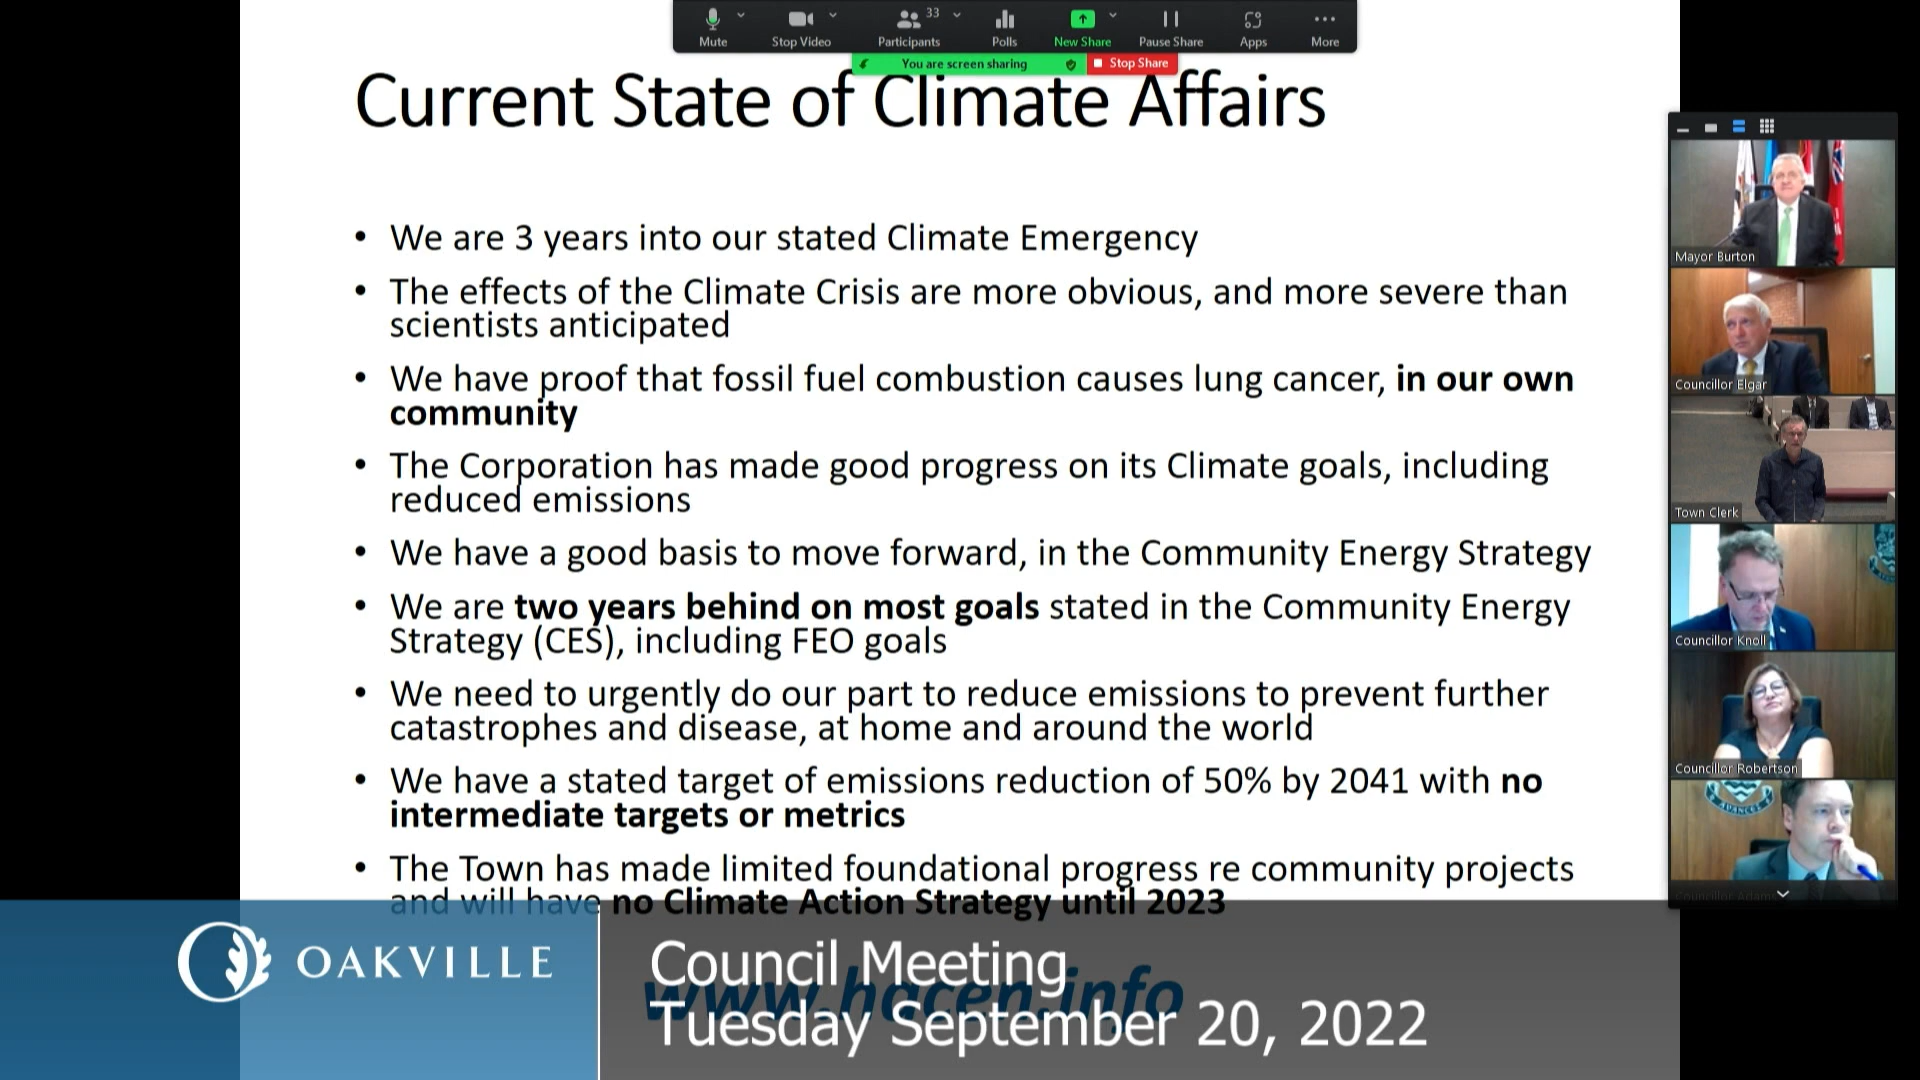 Mute
Stop Video
Participants
33
Polls
New Share
Pause Share
Apps
More
You are screen sharing
Stop Share
Current State of Climate Affairs
• We are 3 years into our stated Climate Emergency
• The effects of the Climate Crisis are more obvious, and more severe than
scientists anticipated
• We have proof that fossil fuel combustion causes lung cancer, in our own
community
• The Corporation has made good progress on its Climate goals, including
reduced emissions
• We have a good basis to move forward, in the Community Energy Strategy
• We are two years behind on most goals stated in the Community Energy
Strategy (CES), including FEO goals
• We need to urgently do our part to reduce emissions to prevent further
catastrophes and disease, at home and around the world
• We have a stated target of emissions reduction of 50% by 2041 with no
intermediate targets or metrics
• The Town has made limited foundational progress re community projects
and will have no Climate Action Strategy until 2023
www.hacen.info
Mayor Burton
Councillor Elgar
Town Clerk
Councillor Knoll
Councillor Robertson
Councillor Adams
OAKVILLE
Council Meeting
Tuesday September 20, 2022